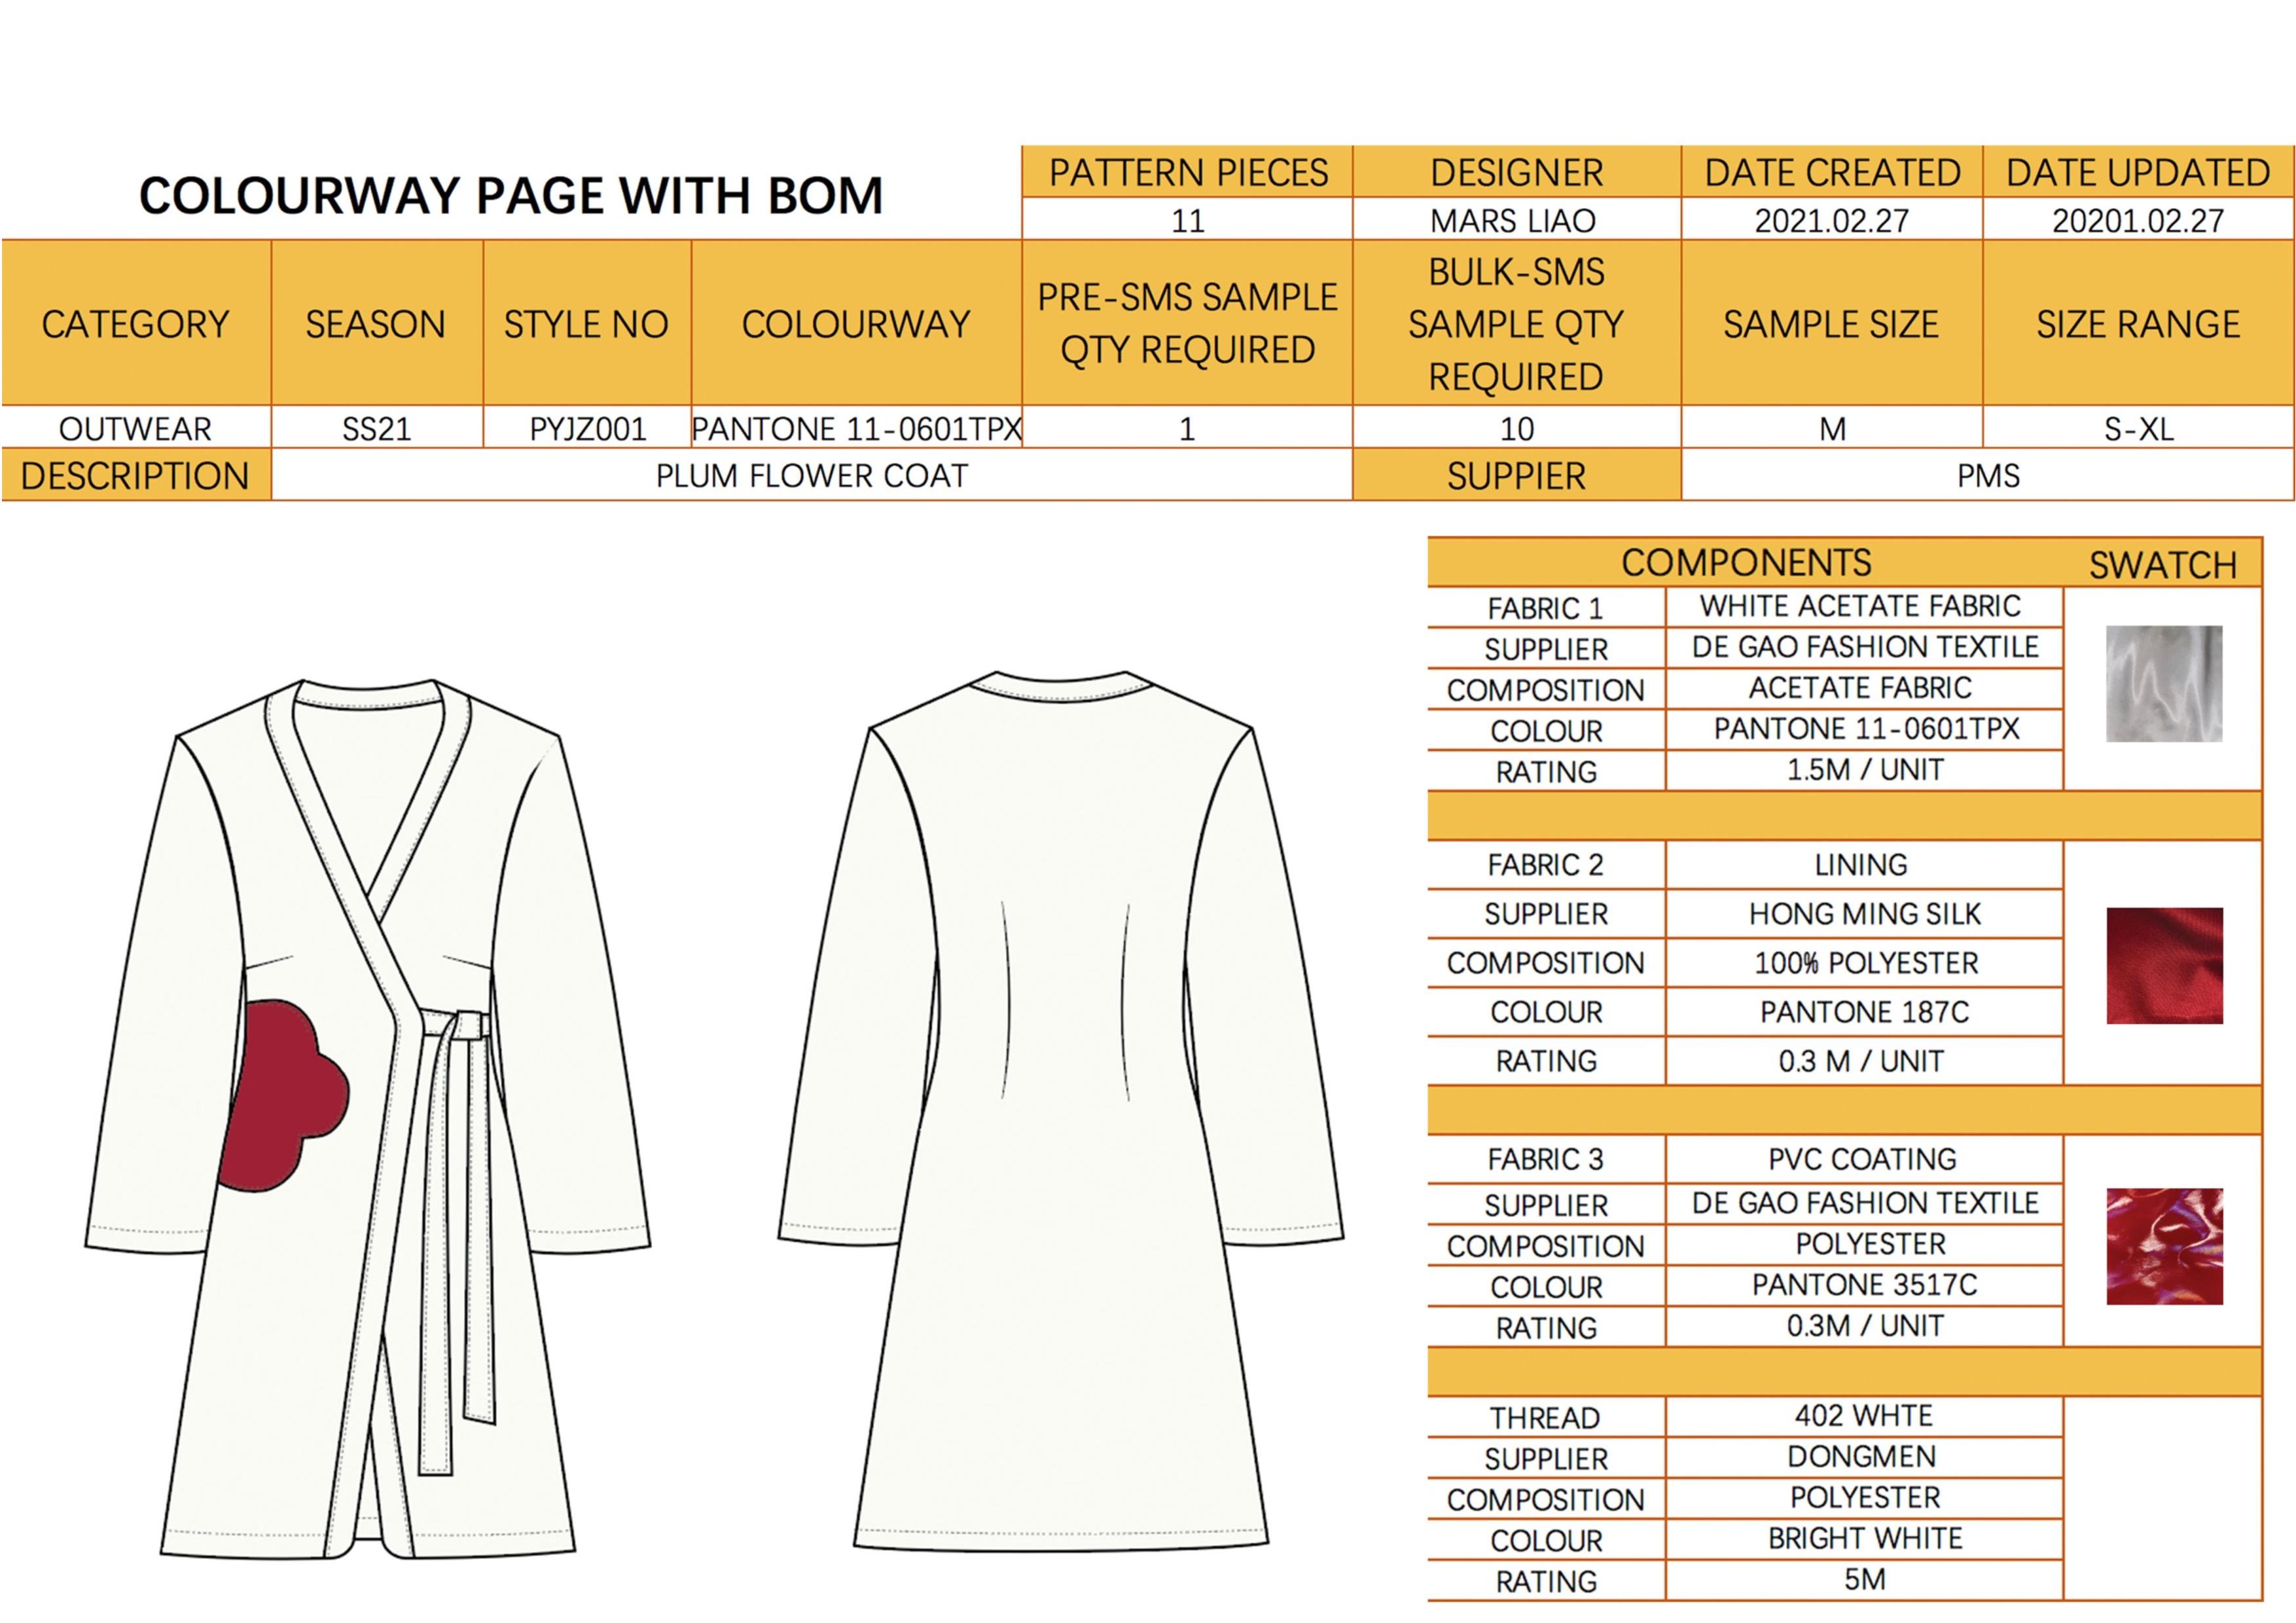 COLOURWAY PAGE WITH BOM
PATTERN PIECES DESIGNER DATE CREATED DATE UPDATED
11 MARS LIAO 2021.02.27 20201.02.27
CATEGORY SEASON STYLE NO COLOURWAY PRE-SMS SAMPLE QTY REQUIRED BULK-SMS SAMPLE QTY REQUIRED SAMPLE SIZE SIZE RANGE
OUTWEAR SS21 PYJZ001 PANTONE 11-0601TPX 1 10 M S-XL
DESCRIPTION PLUM FLOWER COAT SUPPIER PMS
COMPONENTS SWATCH
FABRIC 1 WHITE ACETATE FABRIC
SUPPLIER DE GAO FASHION TEXTILE
COMPOSITION ACETATE FABRIC
COLOUR PANTONE 11-0601TPX
RATING 1.5M / UNIT
FABRIC 2 LINING
SUPPLIER HONG MING SILK
COMPOSITION 100% POLYESTER
COLOUR PANTONE 187C
RATING 0.3 M / UNIT
FABRIC 3 PVC COATING
SUPPLIER DE GAO FASHION TEXTILE
COMPOSITION POLYESTER
COLOUR PANTONE 3517C
RATING 0.3M / UNIT
THREAD 402 WHTE
SUPPLIER DONGMEN
COMPOSITION POLYESTER
COLOUR BRIGHT WHITE
RATING 5M